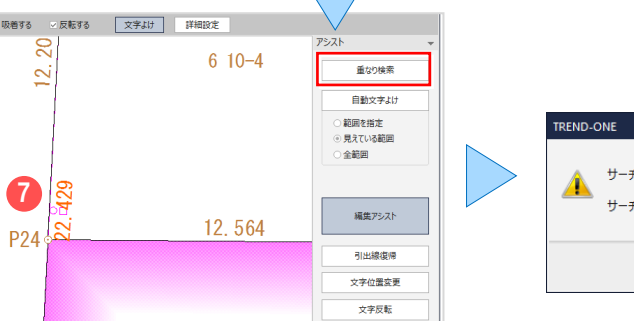 吸着する 反転する 文字よけ 詳細設定
アシスト
重なり検索
自動文字よけ
範囲を指定
見えている範囲
全範囲
編集アシスト
引出線復帰
文字位置変更
文字反転
12.20
6 10-4
7
22.429
12.564
P24
TREND-ONE
サーチ
サーチ